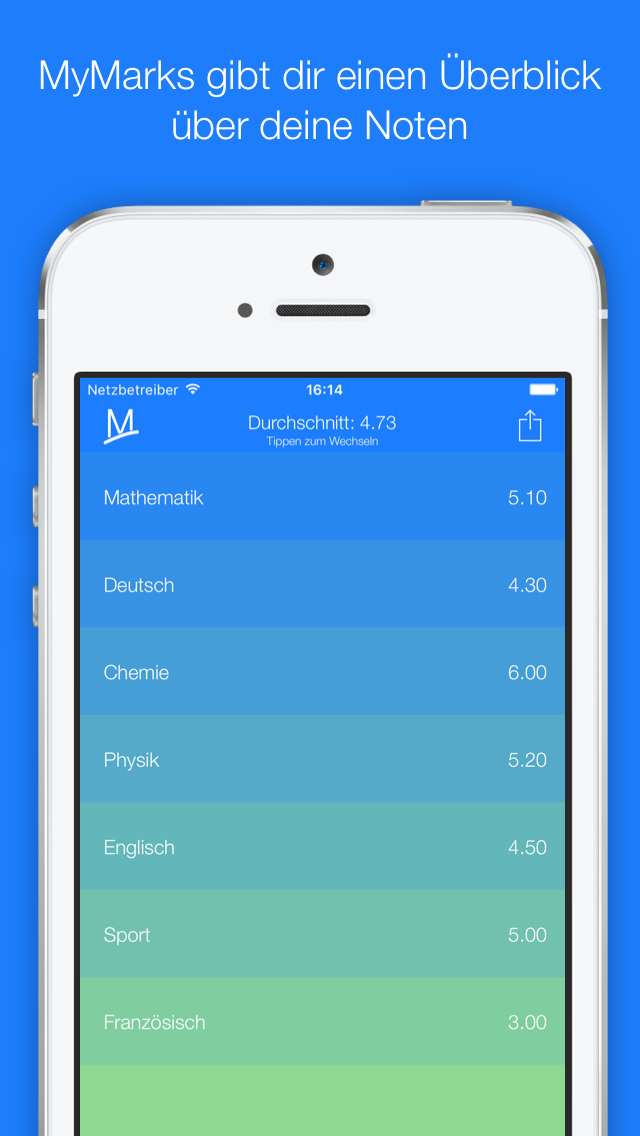 MyMarks gibt dir einen Überblick
über deine Noten
Netzbetreiber 16:14
M
Durchschnitt: 4.73
Tippen zum Wechseln
Mathematik 5.10
Deutsch 4.30
Chemie 6.00
Physik 5.20
Englisch 4.50
Sport 5.00
Französisch 3.00